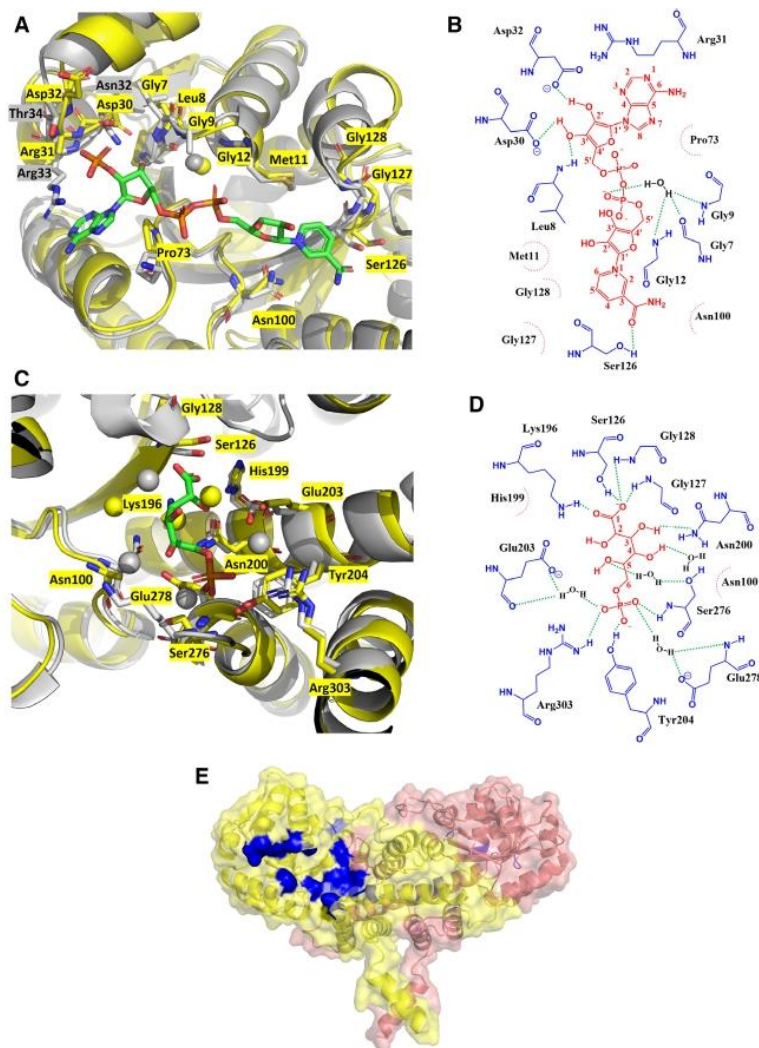 A
Asp32
Asn32
Asp30
Gly7
Leu8
Gly9
Thr34
Arg31
Arg33
Gly12
Met11
Gly128
Gly127
Pro73
Ser126
Asn100
B
Asp32
Arg31
Asp30
Pro73
Leu8
Gly9
Gly7
Met11
Gly12
Gly128
Asn100
Gly127
Ser126
C
Gly128
Ser126
His199
Lys196
Glu203
Asn200
Asn100
Glu278
Tyr204
Ser276
Arg303
D
Lys196
Ser126
Gly128
His199
Gly127
Asn200
Glu203
Asn100
Ser276
Arg303
Glu278
Tyr204
E